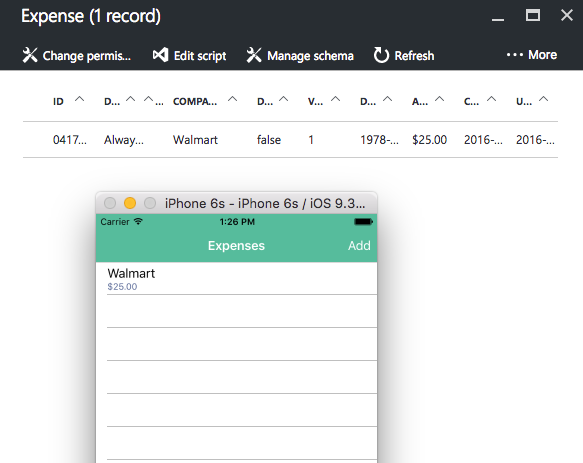 Expense (1 record)
Change permis... Edit script Manage schema Refresh ... More
ID D... ... COMPA... D... V... D... A... C... U...
0417... Alway... Walmart false 1 1978-... $25.00 2016-... 2016-...
iPhone 6s - iPhone 6s / iOS 9.3...
Carrier 1:26 PM
Expenses Add
Walmart
$25.00